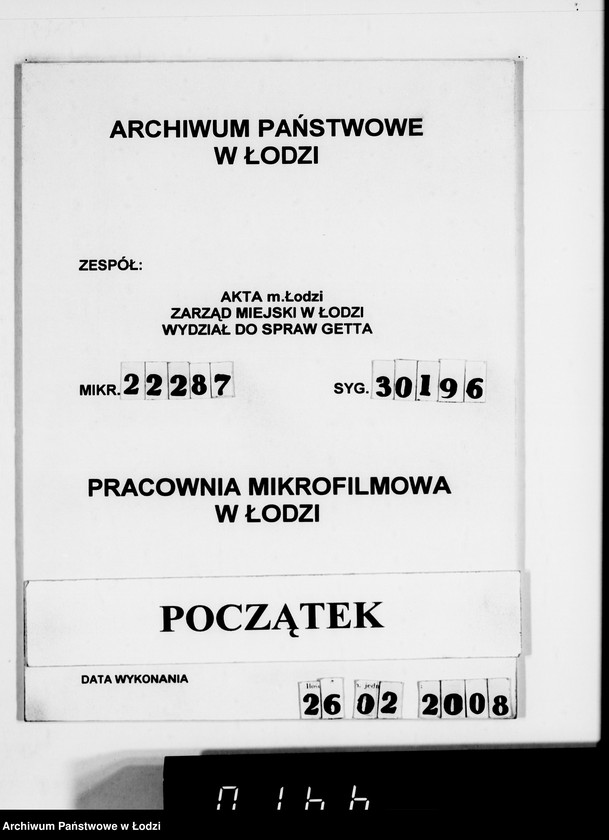 ARCHIWUM PAŃSTWOWE
W ŁODZI
ZESPÓŁ:
AKTA m.Łodzi
ZARZĄD MIEJSKI W ŁODZI
WYDZIAŁ DO SPRAW GETTA
MIKR. 22287 SYG. 30196
PRACOWNIA MIKROFILMOWA
W ŁODZI
POCZĄTEK
DATA WYKONANIA
26 02 2008
Archiwum Państwowe w Łodzi